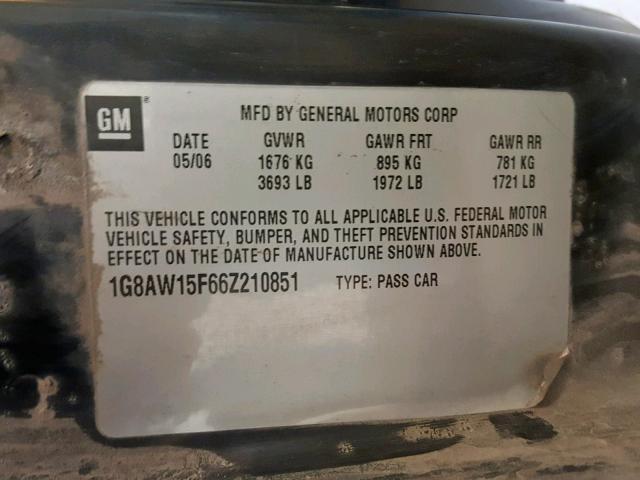 GM®
MFD BY GENERAL MOTORS CORP
DATE GVWR GAWR FRT GAWR RR
05/06 1676 KG 895 KG 781 KG
3693 LB 1972 LB 1721 LB
THIS VEHICLE CONFORMS TO ALL APPLICABLE U.S. FEDERAL MOTOR
VEHICLE SAFETY, BUMPER, AND THEFT PREVENTION STANDARDS IN
EFFECT ON THE DATE OF MANUFACTURE SHOWN ABOVE.
1G8AW15F66Z210851 TYPE: PASS CAR